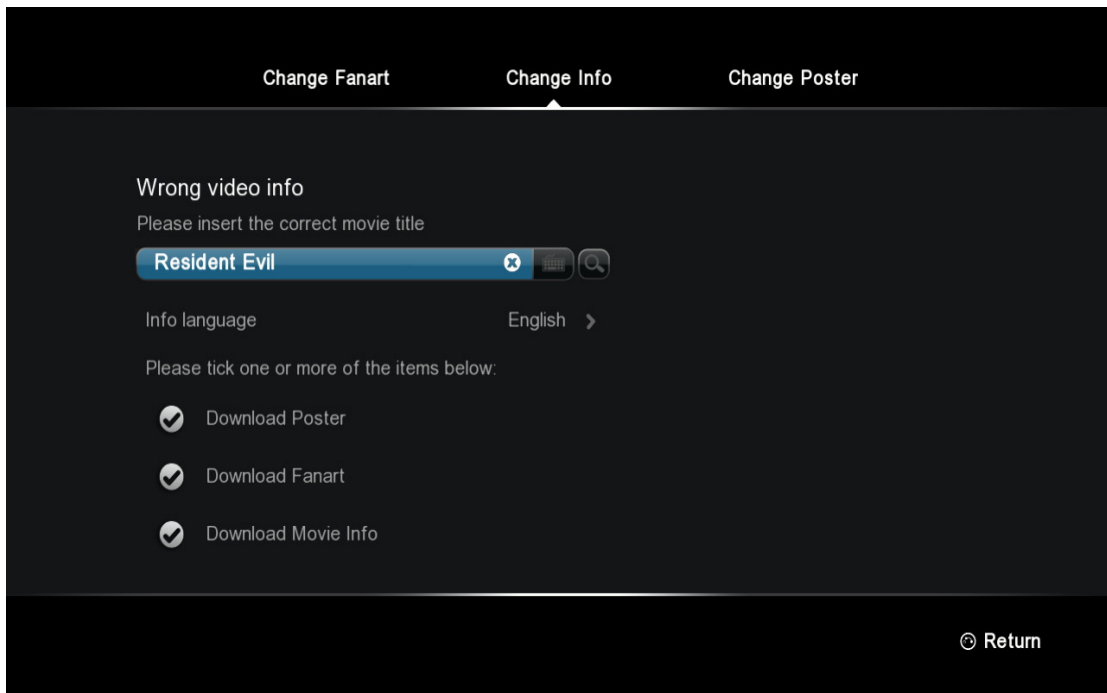 Change Fanart Change Info Change Poster
Wrong video info
Please insert the correct movie title
Resident Evil
Info language English
Please tick one or more of the items below:
Download Poster
Download Fanart
Download Movie Info
Return